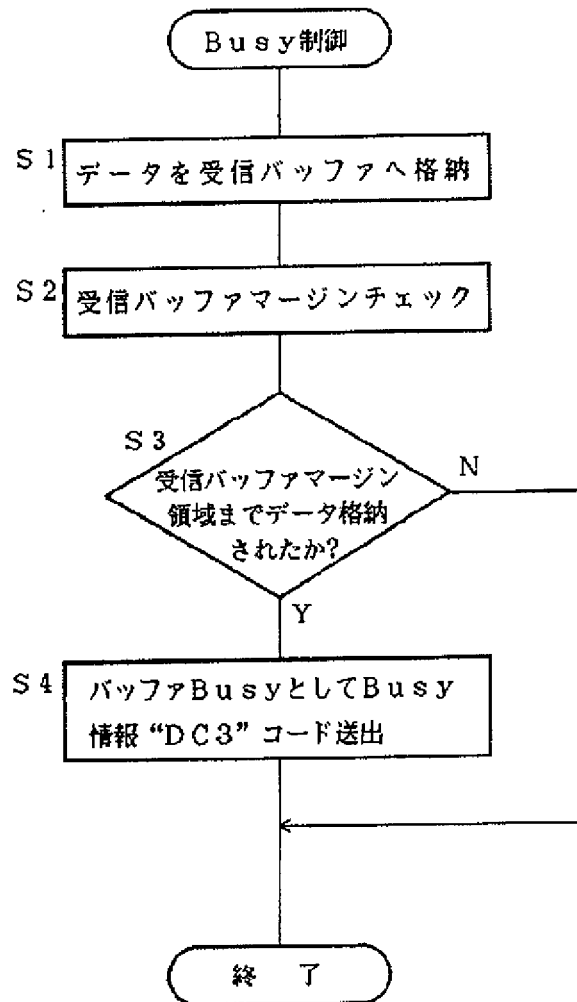 Busy制御
S1
データを受信バッファへ格納
S2
受信バッファマージンチェック
S3
受信バッファマージン
領域までデータ格納
されたか?
N
Y
S4
バッファBusyとしてBusy
情報“DC3”コード送出
終 了